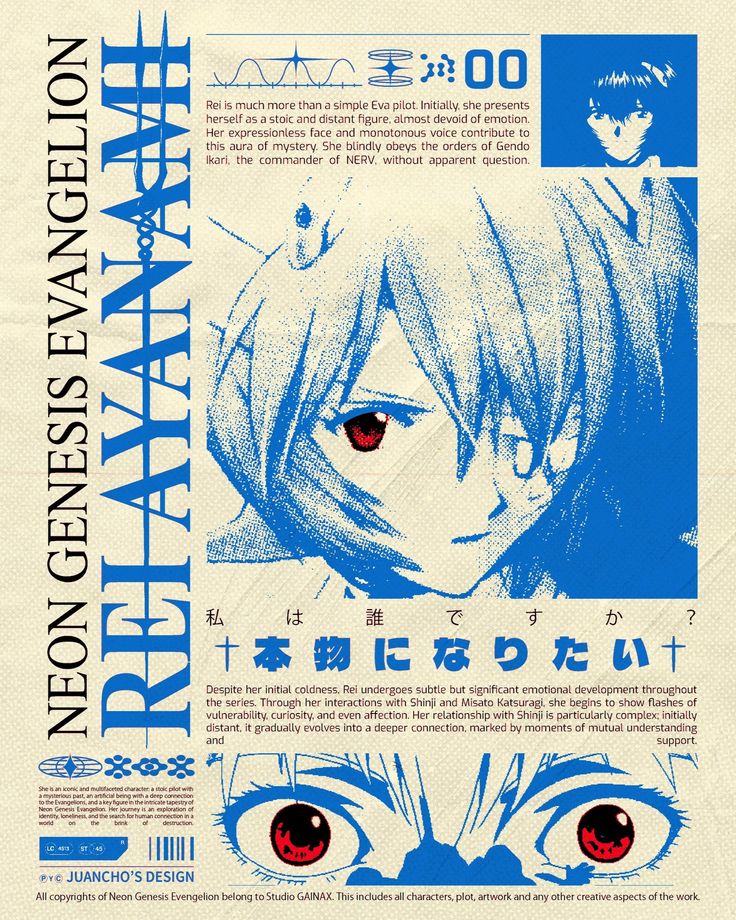 NEON GENESIS EVANGELION
REI AYANAMI
00
Rei is much more than a simple Eva pilot. Initially, she presents
herself as a stoic and distant figure, almost devoid of emotion.
Her expressionless face and monotonous voice contribute to
this aura of mystery. She blindly obeys the orders of Gendo
Ikari, the commander of NERV, without apparent question.
私は誰ですか?
本物になりたい
Despite her initial coldness, Rei undergoes subtle but significant emotional development throughout
the series. Through her interactions with Shinji and Misato Katsuragi, she begins to show flashes of
vulnerability, curiosity, and even affection. Her relationship with Shinji is particularly complex; initially
distant, it gradually evolves into a deeper connection, marked by moments of mutual understanding
and support.
She is an iconic and multifaceted character: a stoic pilot with
a mysterious past, an artificial being with a deep connection
to the Evangelions, and a key figure in the intricate tapestry of
Neon Genesis Evangelion. Her journey is an exploration of
identity, loneliness, and the search for human connection in a
world on the brink of destruction.
LC 4513 ST 45 R
P Y C JUANCHO'S DESIGN
All copyrights of Neon Genesis Evengelion belong to Studio GAINAX. This includes all characters, plot, artwork and any other creative aspects of the work.